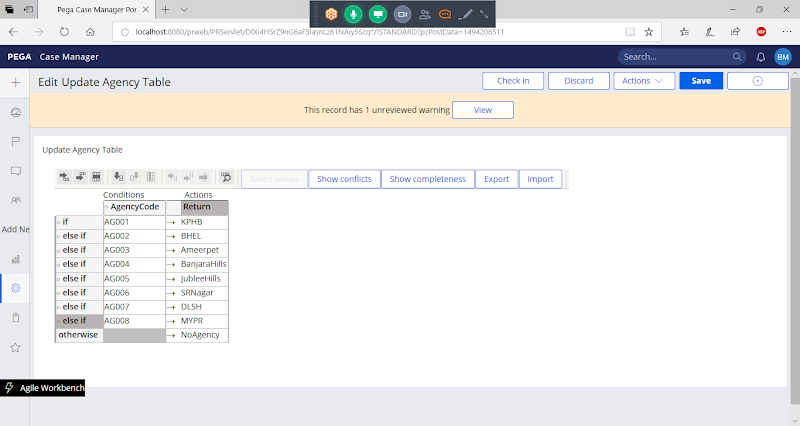 Pega Case Manager Por
localhost:8080/prweb/PRServlet/DfXi4HSrZ9nG6aF5IasnLz61NAiy5Scq*/!STANDARD?pzPostData=1494206511
ABP
PEGA Case Manager
Search...
BM
Edit Update Agency Table
Check in
Discard
Actions
Save
This record has 1 unreviewed warning
View
Update Agency Table
Select values
Show conflicts
Show completeness
Export
Import
Conditions Actions
AgencyCode Return
if AG001 → KPHB
else if AG002 → BHEL
else if AG003 → Ameerpet
else if AG004 → BanjaraHills
else if AG005 → JubleeHills
else if AG006 → SRNagar
else if AG007 → DLSH
else if AG008 → MYPR
otherwise → NoAgency
Add Ne
Agile Workbench